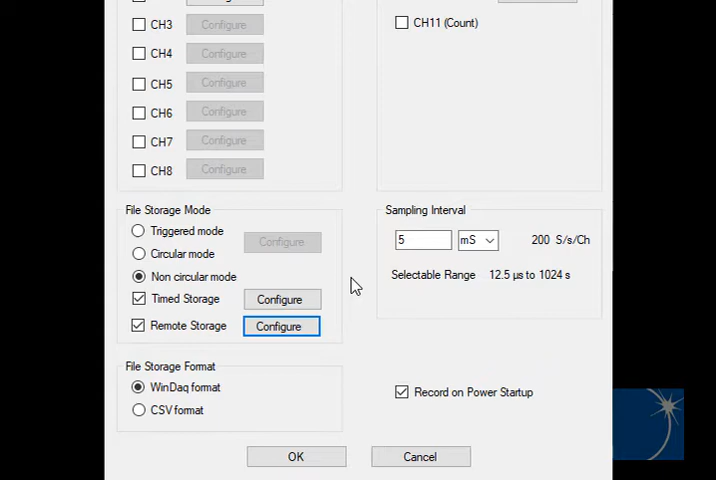 CH3 Configure
CH11 (Count)
CH4 Configure
CH5 Configure
CH6 Configure
CH7 Configure
CH8 Configure
File Storage Mode
Triggered mode
Circular mode
Configure
Non circular mode
Timed Storage Configure
Remote Storage Configure
Sampling Interval
5 mS 200 S/s/Ch
Selectable Range 12.5 µs to 1024 s
File Storage Format
WinDaq format
CSV format
Record on Power Startup
OK Cancel